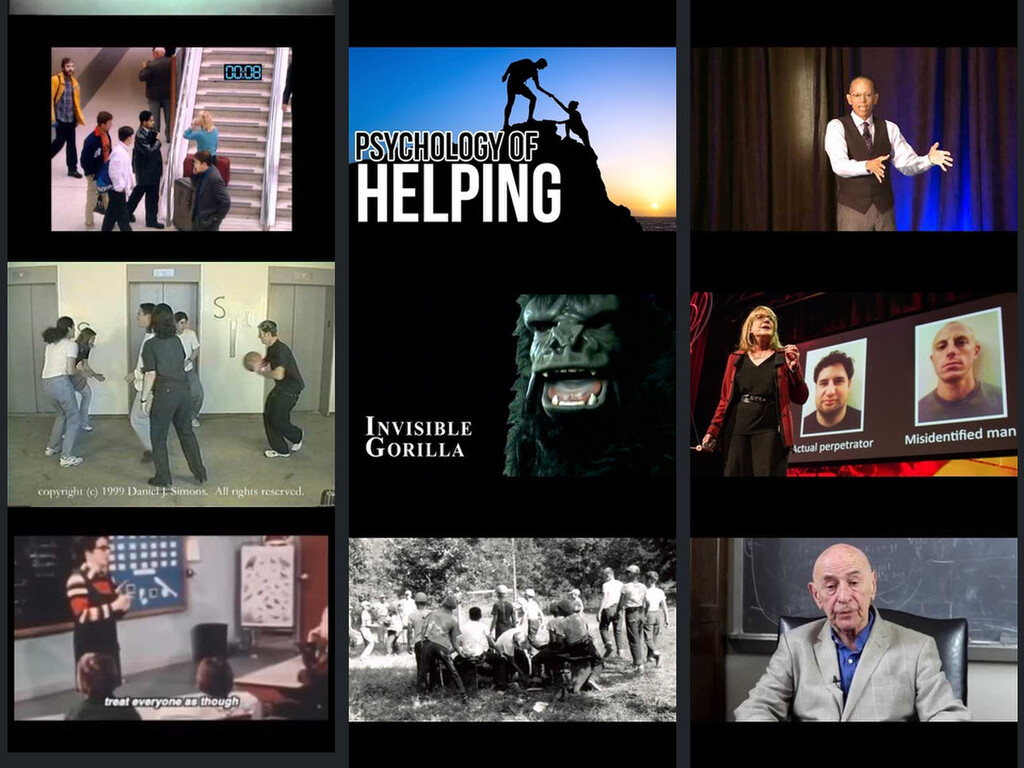 00:08
PSYCHOLOGY OF
HELPING
S
copyright (c) 1999 Daniel J. Simons. All rights reserved.
INVISIBLE
GORILLA
Actual perpetrator
Misidentified man
treat everyone as though